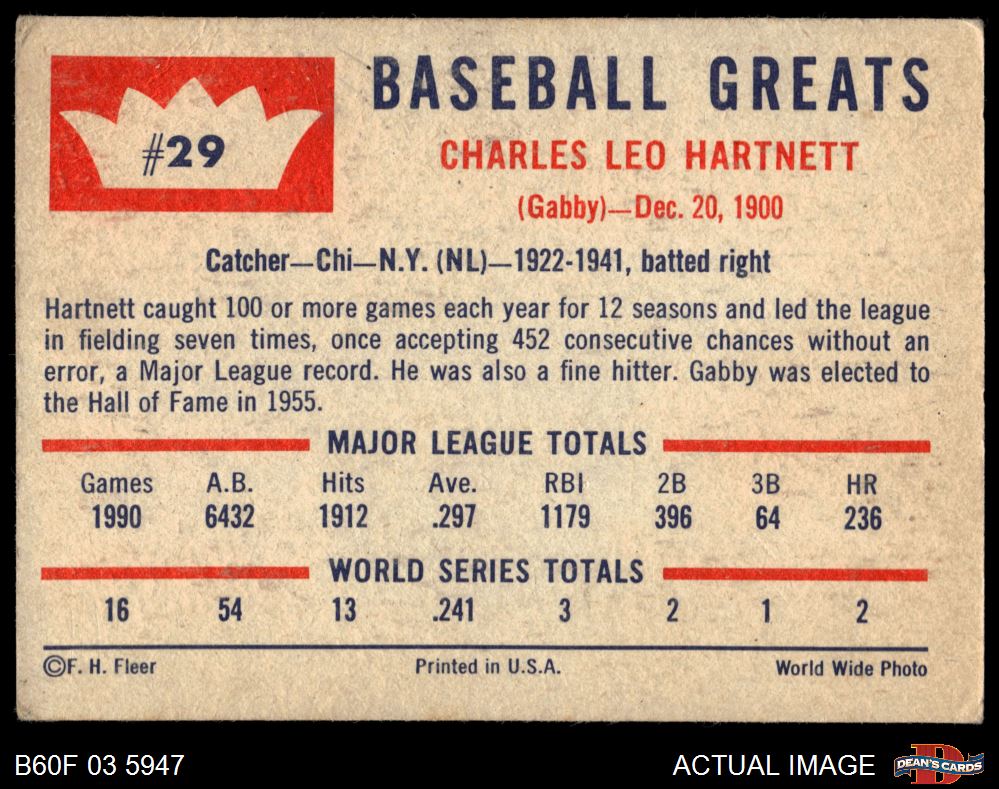 #29
BASEBALL GREATS
CHARLES LEO HARTNETT
(Gabby)—Dec. 20, 1900
Catcher—Chi—N.Y. (NL)—1922-1941, batted right
Hartnett caught 100 or more games each year for 12 seasons and led the league
in fielding seven times, once accepting 452 consecutive chances without an
error, a Major League record. He was also a fine hitter. Gabby was elected to
the Hall of Fame in 1955.
MAJOR LEAGUE TOTALS
Games A.B. Hits Ave. RBI 2B 3B HR
1990 6432 1912 .297 1179 396 64 236
WORLD SERIES TOTALS
16 54 13 .241 3 2 1 2
©F. H. Fleer Printed in U.S.A. World Wide Photo
B60F 03 5947 ACTUAL IMAGE D DEAN'S CARDS